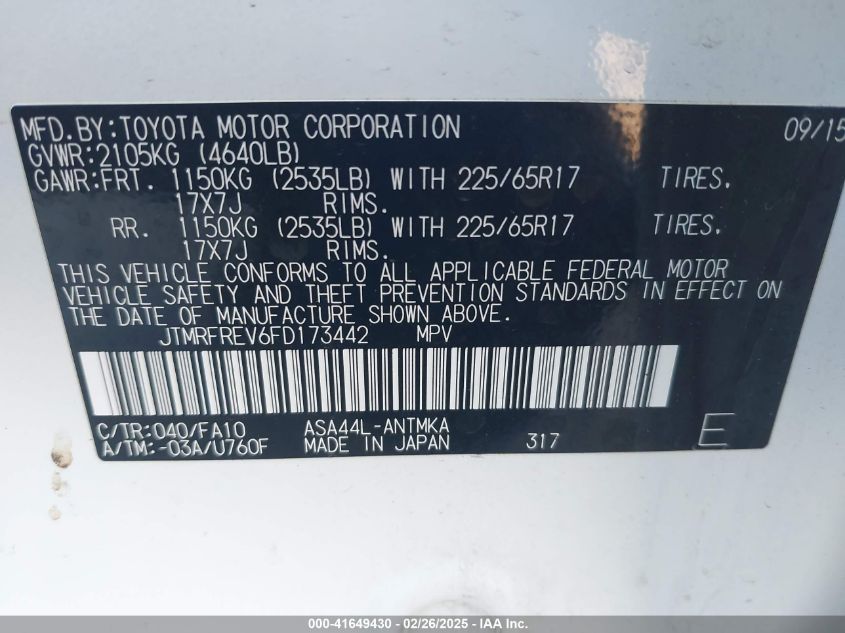 MFD.BY:TOYOTA MOTOR CORPORATION 09/15
GVWR:2105KG (4640LB)
GAWR:FRT. 1150KG (2535LB) WITH 225/65R17 TIRES.
17X7J RIMS.
RR. 1150KG (2535LB) WITH 225/65R17 TIRES.
17X7J RIMS.
THIS VEHICLE CONFORMS TO ALL APPLICABLE FEDERAL MOTOR
VEHICLE SAFETY AND THEFT PREVENTION STANDARDS IN EFFECT ON
THE DATE OF MANUFACTURE SHOWN ABOVE.
JTMRFREV6FD173442 MPV
C/TR:040/FA10 ASA44L-ANTMKA
A/TM:-03A/U760F MADE IN JAPAN 317 E
000-41649430 - 02/26/2025 - IAAI Inc.